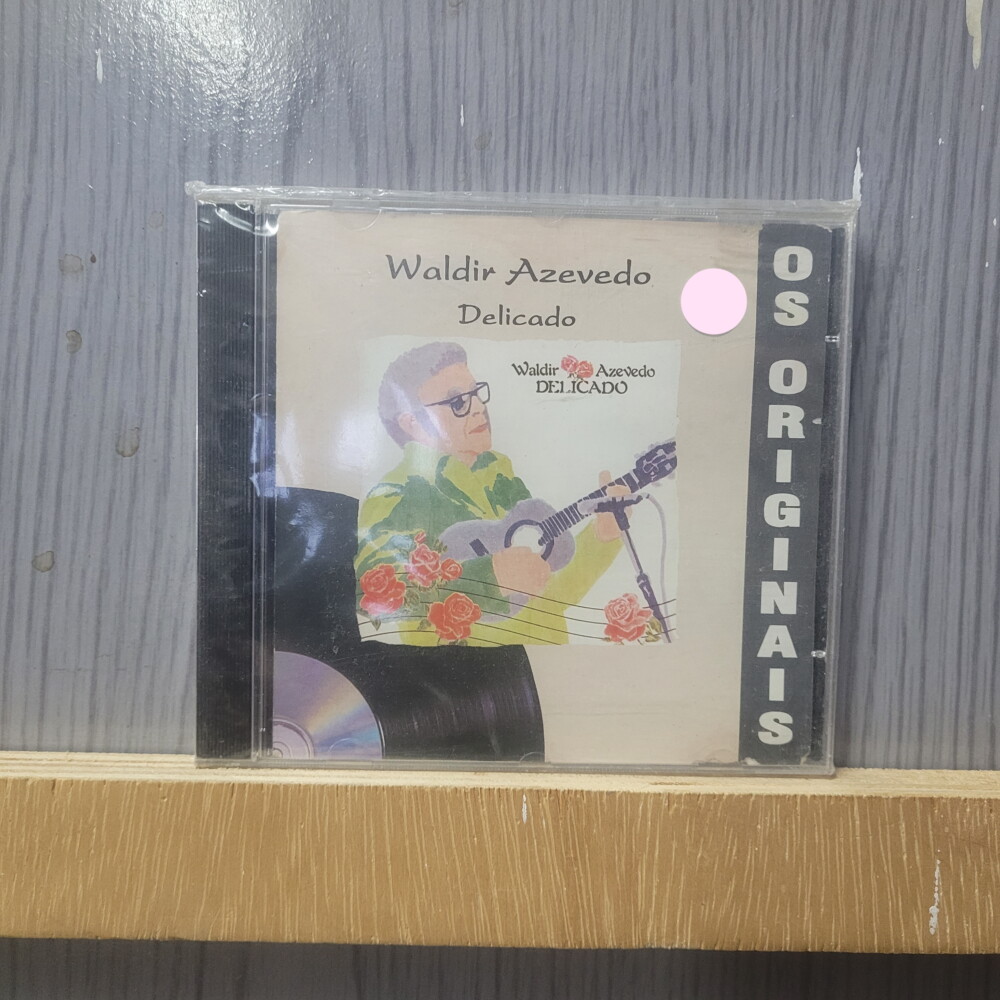 Waldir Azevedo
Delicado
Waldir Azevedo
DELICADO
OS ORIGINAIS